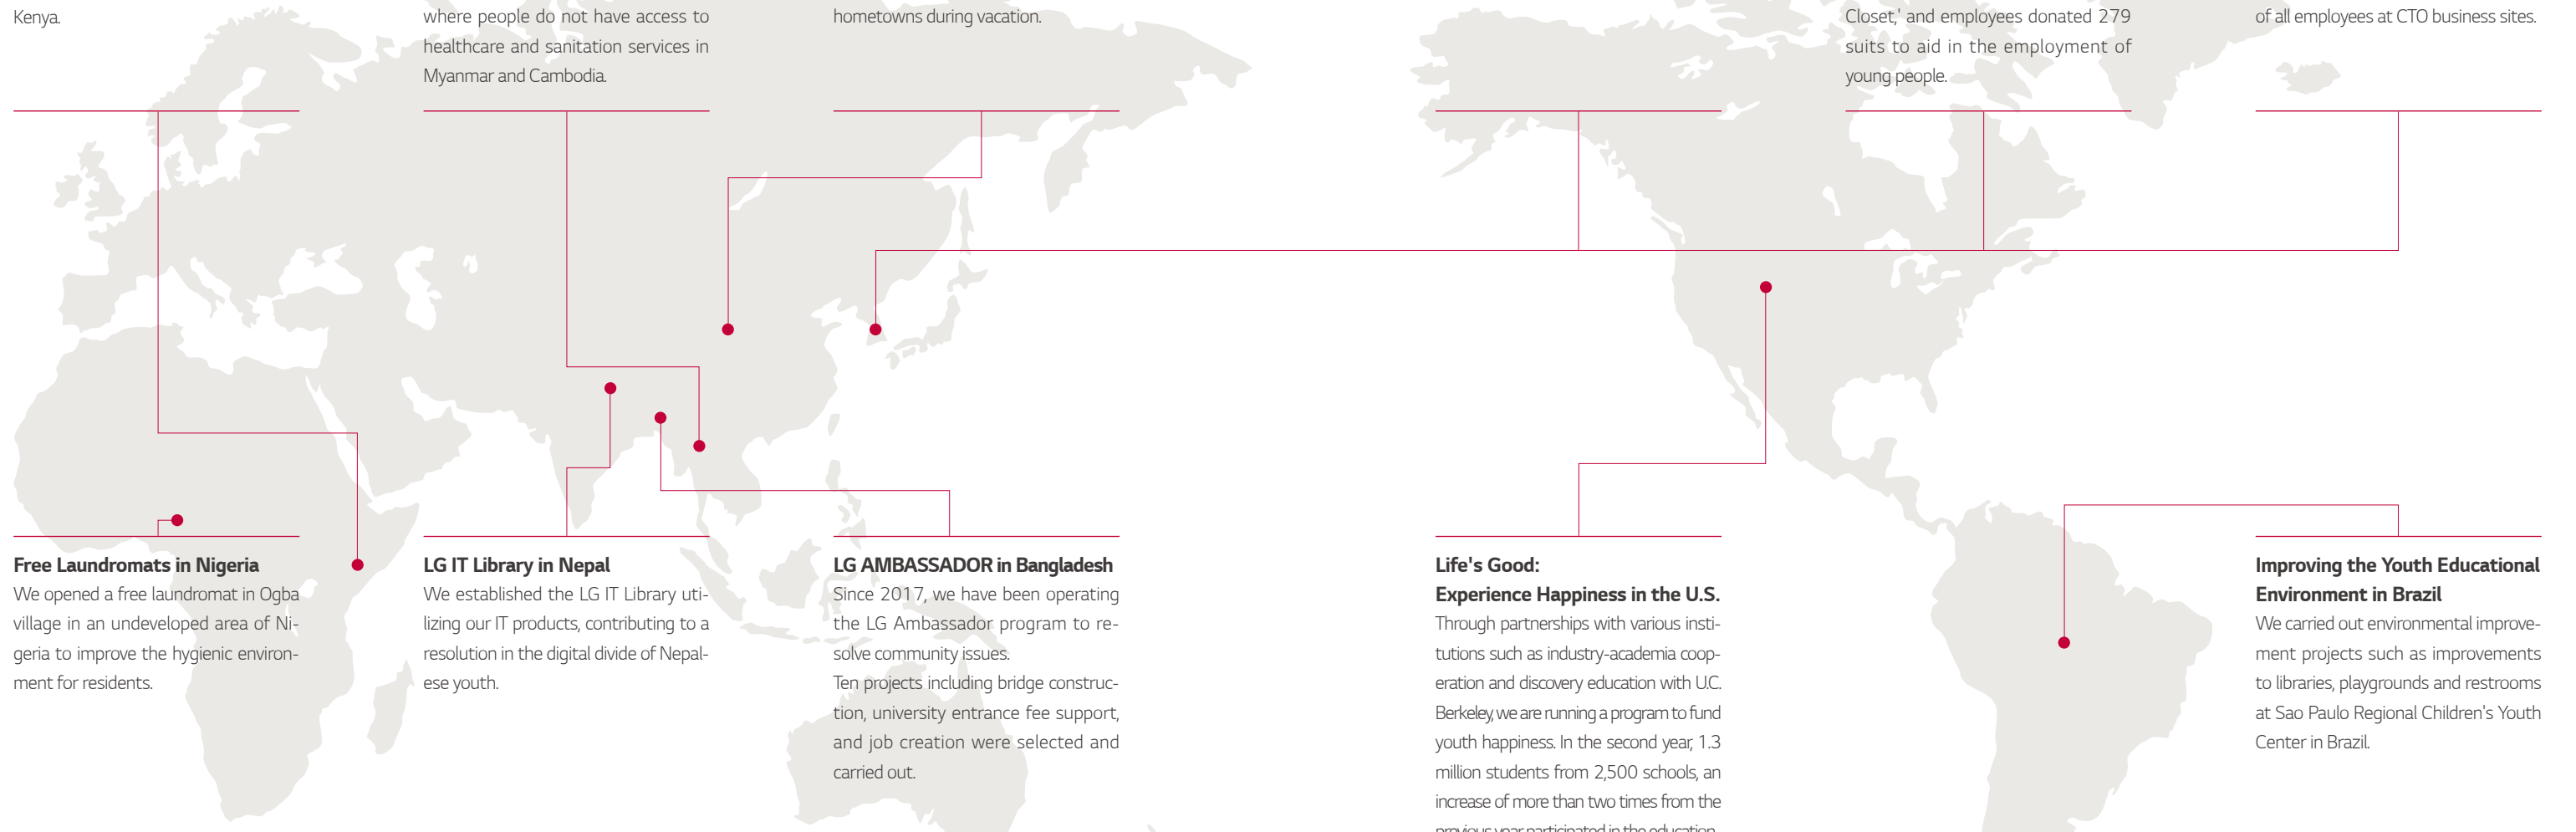 Kenya.
where people do not have access to
healthcare and sanitation services in
Myanmar and Cambodia.
hometowns during vacation.
Closet,' and employees donated 279
suits to aid in the employment of
young people.
of all employees at CTO business sites.
Free Laundromats in Nigeria
We opened a free laundromat in Ogba
village in an undeveloped area of Ni-
geria to improve the hygienic environ-
ment for residents.
LG IT Library in Nepal
We established the LG IT Library uti-
lizing our IT products, contributing to a
resolution in the digital divide of Nepal-
ese youth.
LG AMBASSADOR in Bangladesh
Since 2017, we have been operating
the LG Ambassador program to re-
solve community issues.
Ten projects including bridge construc-
tion, university entrance fee support,
and job creation were selected and
carried out.
Life's Good:
Experience Happiness in the U.S.
Through partnerships with various insti-
tutions such as industry-academia coop-
eration and discovery education with U.C.
Berkeley, we are running a program to fund
youth happiness. In the second year, 1.3
million students from 2,500 schools, an
increase of more than two times from the
previous year participated in the education
Improving the Youth Educational
Environment in Brazil
We carried out environmental improve-
ment projects such as improvements
to libraries, playgrounds and restrooms
at Sao Paulo Regional Children's Youth
Center in Brazil.